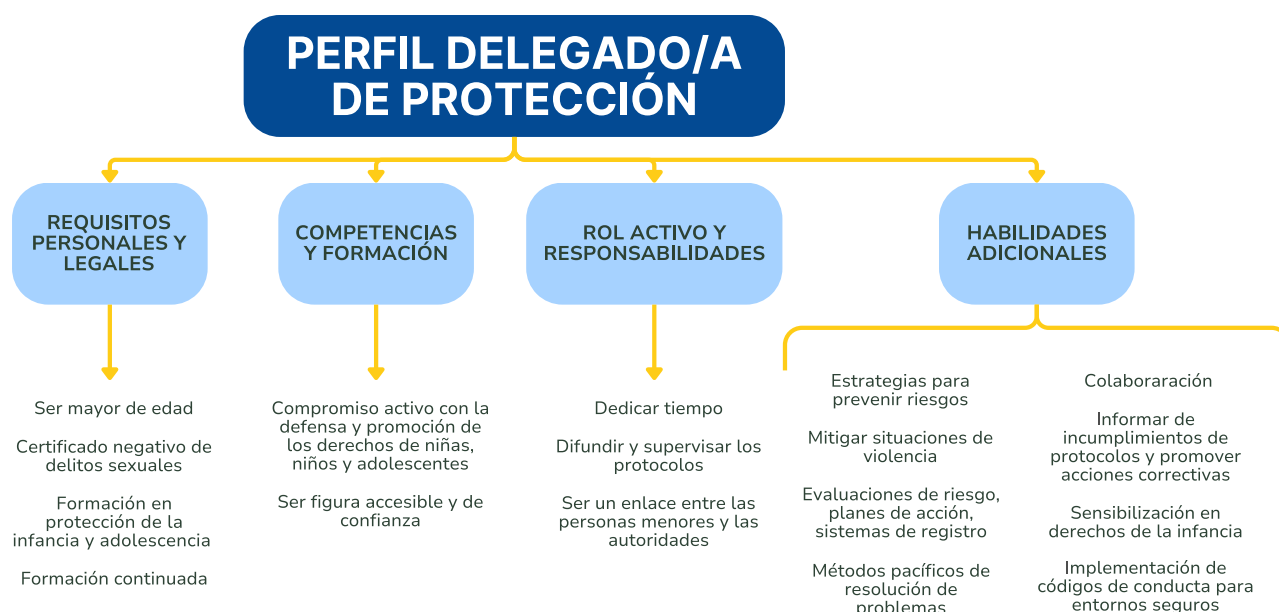 PERFIL DELEGADO/A
DE PROTECCIÓN
REQUISITOS
PERSONALES Y
LEGALES
Ser mayor de edad
Certificado negativo de
delitos sexuales
Formación en
protección de la
infancia y adolescencia
Formación continuada
COMPETENCIAS
Y FORMACIÓN
Compromiso activo con la
defensa y promoción de
los derechos de niñas,
niños y adolescentes
Ser figura accesible y de
confianza
ROL ACTIVO Y
RESPONSABILIDADES
Dedicar tiempo
Difundir y supervisar los
protocolos
Ser un enlace entre las
personas menores y las
autoridades
HABILIDADES
ADICIONALES
Estrategias para
prevenir riesgos
Mitigar situaciones de
violencia
Evaluaciones de riesgo,
planes de acción,
sistemas de registro
Métodos pacíficos de
resolución de
problemas
Colaboraración
Informar de
incumplimientos de
protocolos y promover
acciones correctivas
Sensibilización en
derechos de la infancia
Implementación de
códigos de conducta para
entornos seguros